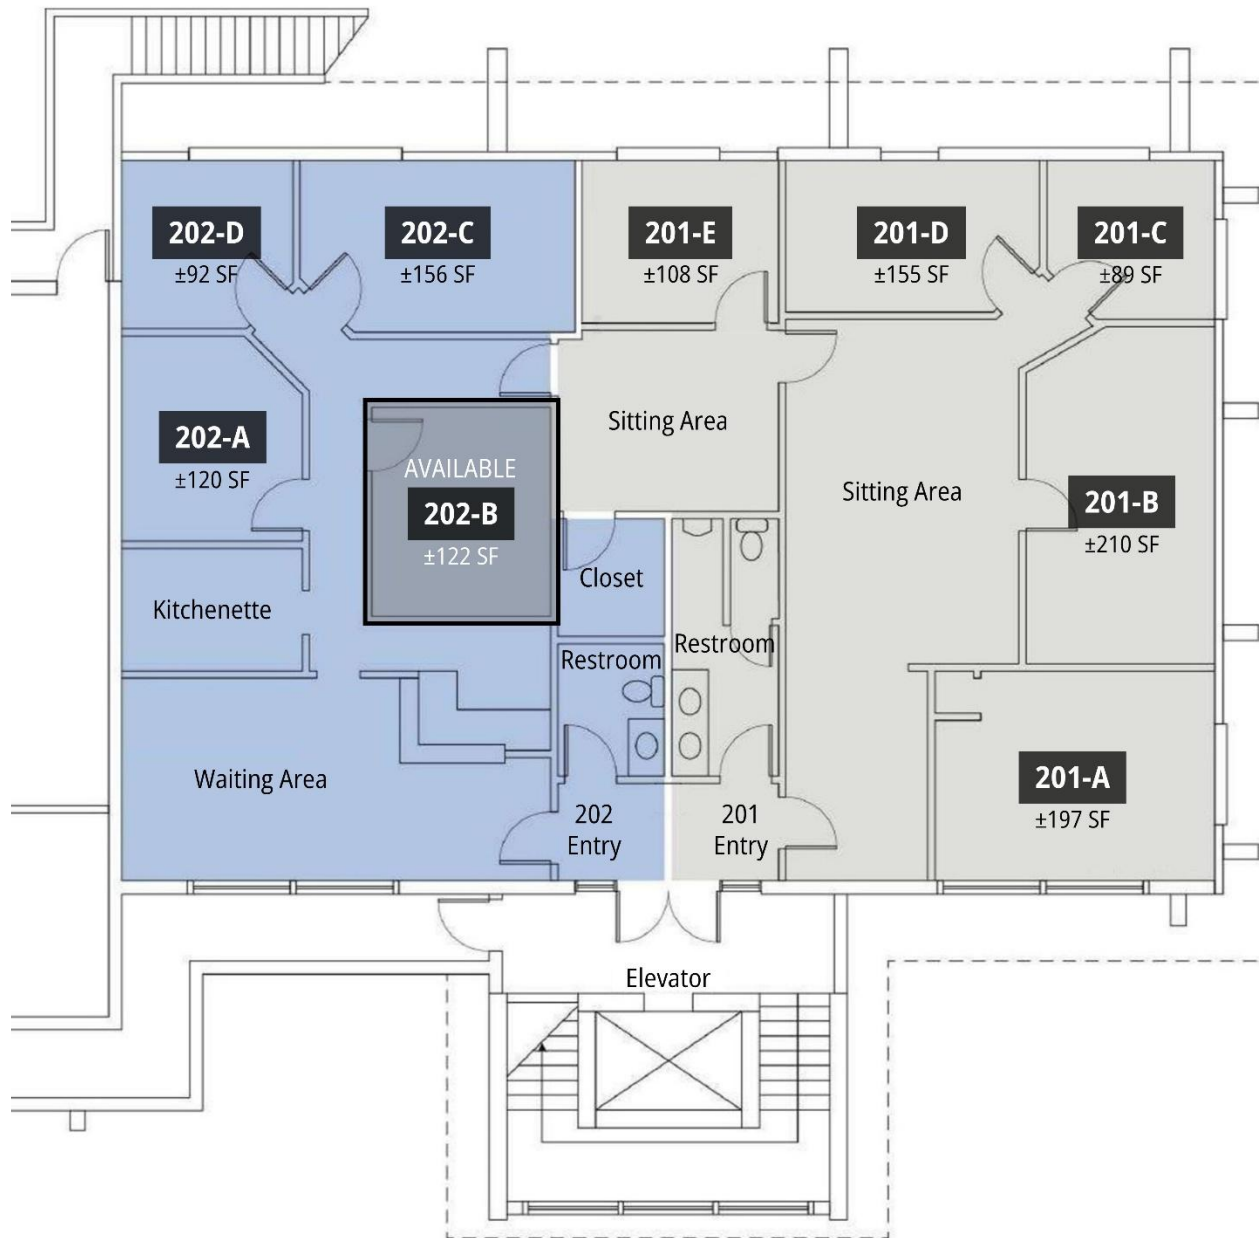 202-D
±92 SF
202-C
±156 SF
201-E
±108 SF
201-D
±155 SF
201-C
±89 SF
202-A
±120 SF
AVAILABLE
202-B
±122 SF
Sitting Area
Sitting Area
201-B
±210 SF
Kitchenette
Closet
Restroom
Restroom
Waiting Area
202
Entry
201
Entry
201-A
±197 SF
Elevator